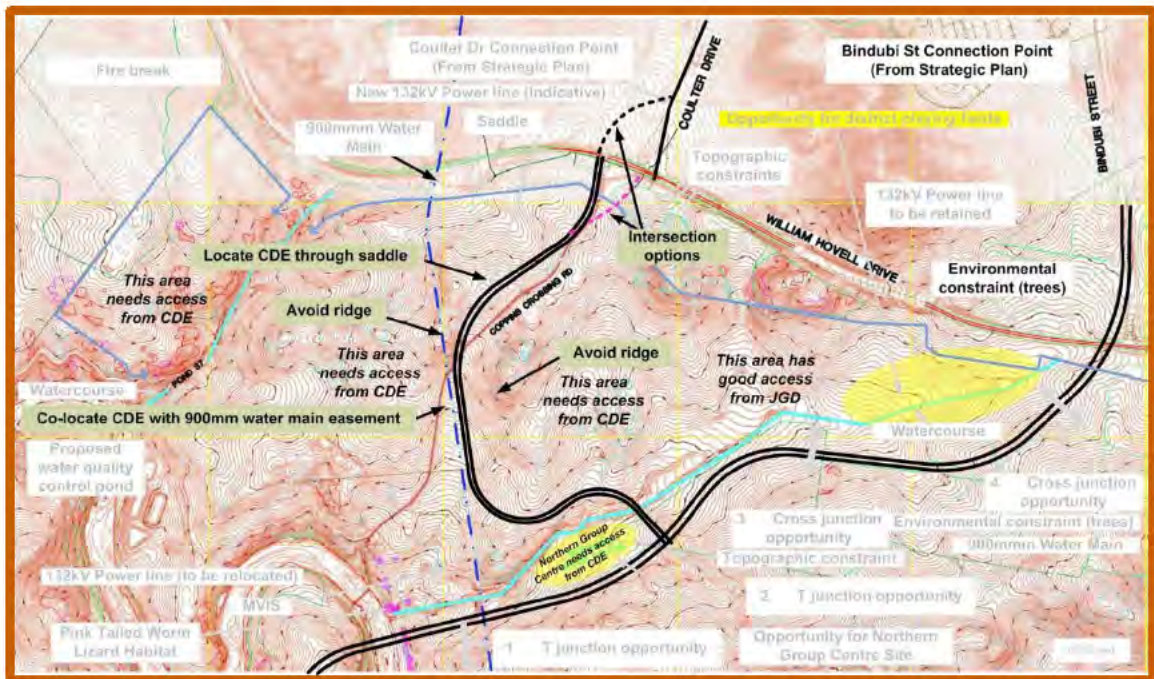 Coulter Dr Connection Point
(From Strategic Plan)
Bindubi St Connection Point
(From Strategic Plan)
Fire break
New 132kV Power line (Indicative)
COULTER DRIVE
BINDUBI STREET
900mmm Water
Main
Saddle
Topographic
constraints
132kV Power line
to be retained
WILLIAM HOVELL DRIVE
Locate CDE through saddle
Intersection
options
Environmental
constraint (trees)
This area
needs access
from CDE
COPPINS CROSSING RD
Avoid ridge
This area
needs access
from CDE
Avoid ridge
This area
needs access
from CDE
This area has
good access
from JGD
POND ST
Watercourse
Co-locate CDE with 900mm water main easement
Watercourse
Proposed
water quality
control pond
4 Cross junction
opportunity
3 Cross junction
opportunity
Environmental constraint (trees)
Northern Group
Centre needs access
from CDE
Topographic constraint
900mmm Water Main
132kV Power line (to be relocated)
2 T junction opportunity
MVIS
Pink Tailed Worm
Lizard Habitat
1 T junction opportunity
Opportunity for Northern
Group Centre Site